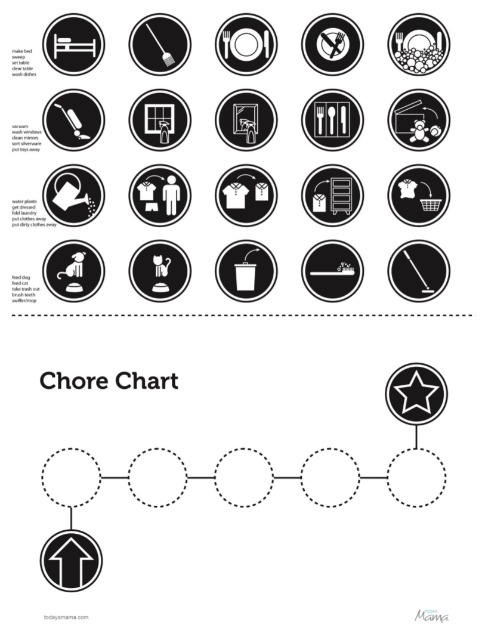 make bed
sweep
set table
clear table
wash dishes
vacuum
wash windows
clean mirrors
sort silverware
put toys away
water plants
get dressed
fold laundry
put clothes away
put dirty clothes away
feed dog
feed cat
take trash out
brush teeth
swiffer/mop
Chore Chart
todaysmama.com
Mama